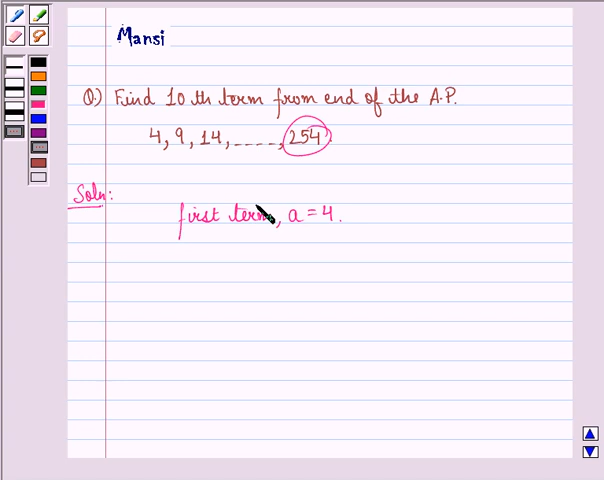 Mansi
Q.) Find 10 th term from end of the A.P.
4, 9, 14, ....., 254.
Soln:
first term, a = 4.